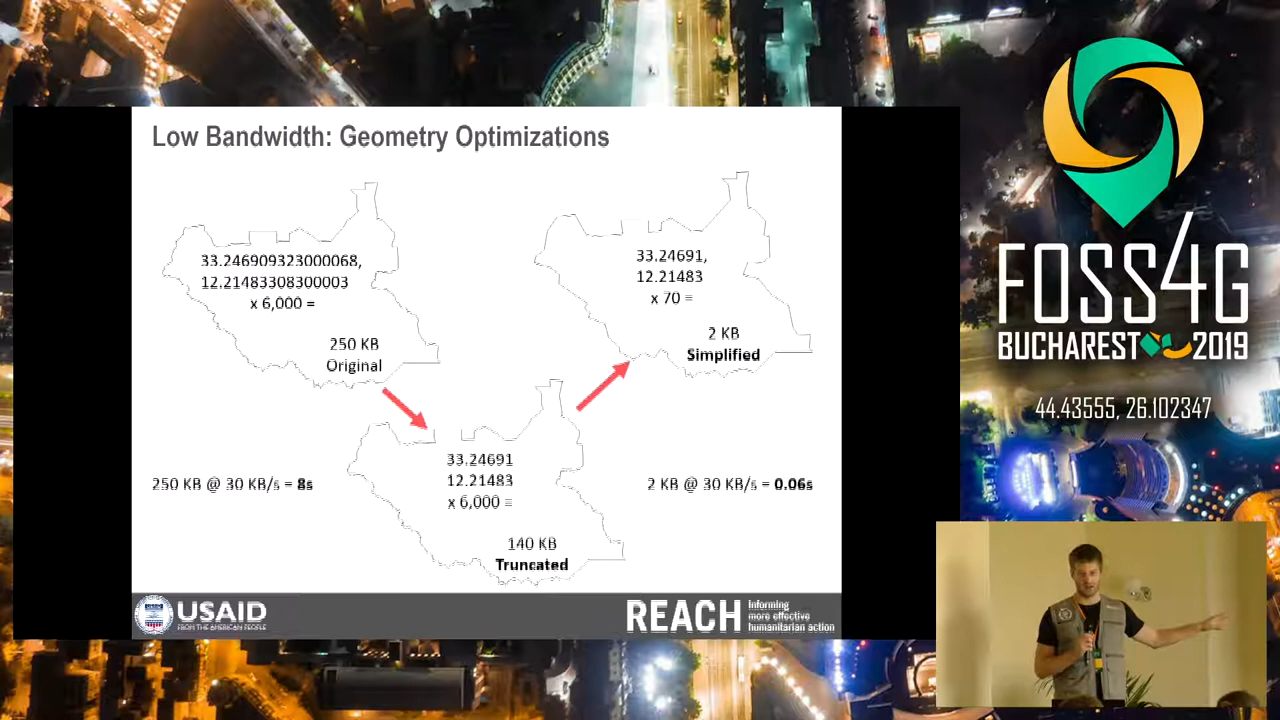 Low Bandwidth: Geometry Optimizations
33.246909323000068,
12.21483308300003
x 6,000 =
250 KB
Original
33.24691,
12.21483
x 70 =
2 KB
Simplified
33.24691
12.21483
x 6,000 =
140 KB
Truncated
250 KB @ 30 KB/s = 8s
2 KB @ 30 KB/s = 0.06s
USAID
FROM THE AMERICAN PEOPLE
REACH
Informing
more effective
humanitarian action
FOSS4G
BUCHAREST 2019
44.43555, 26.102347